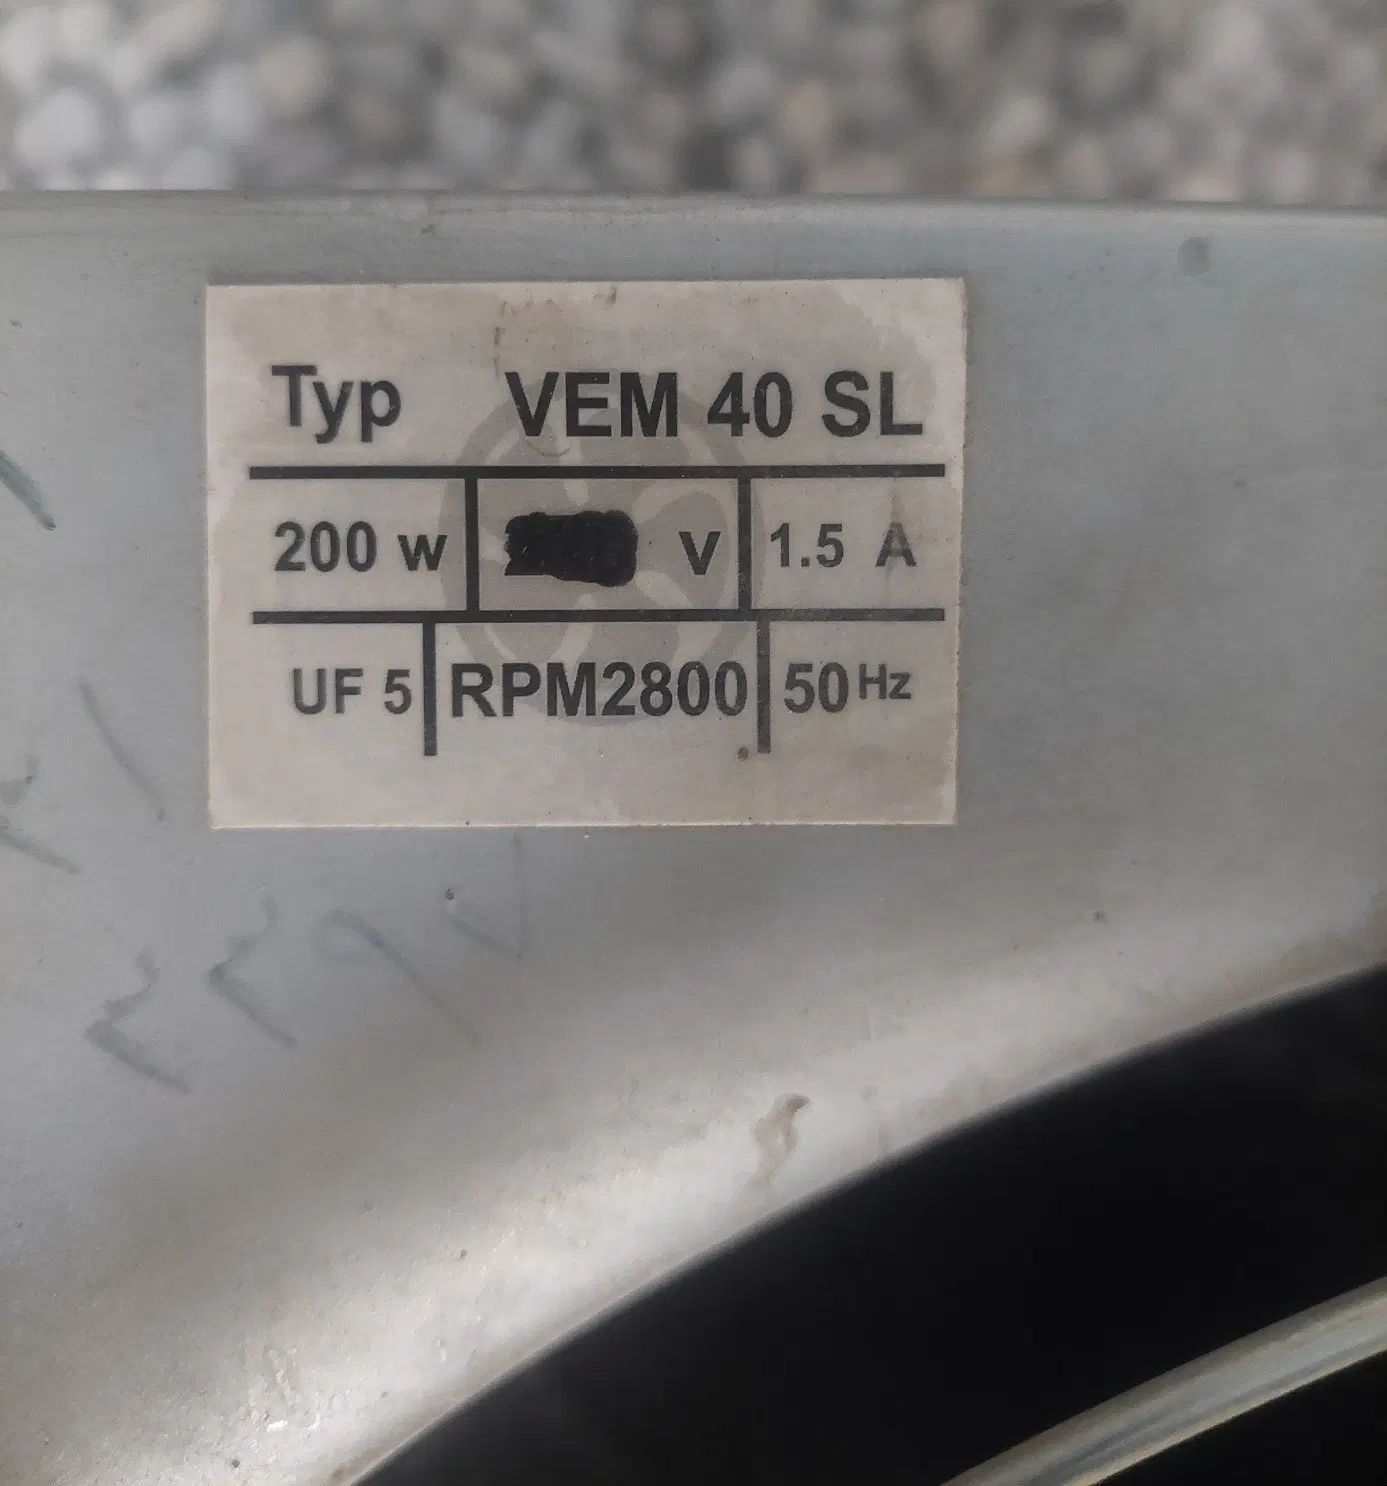 Typ VEM 40 SL
200 w V 1.5 A
UF 5 RPM2800 50 Hz